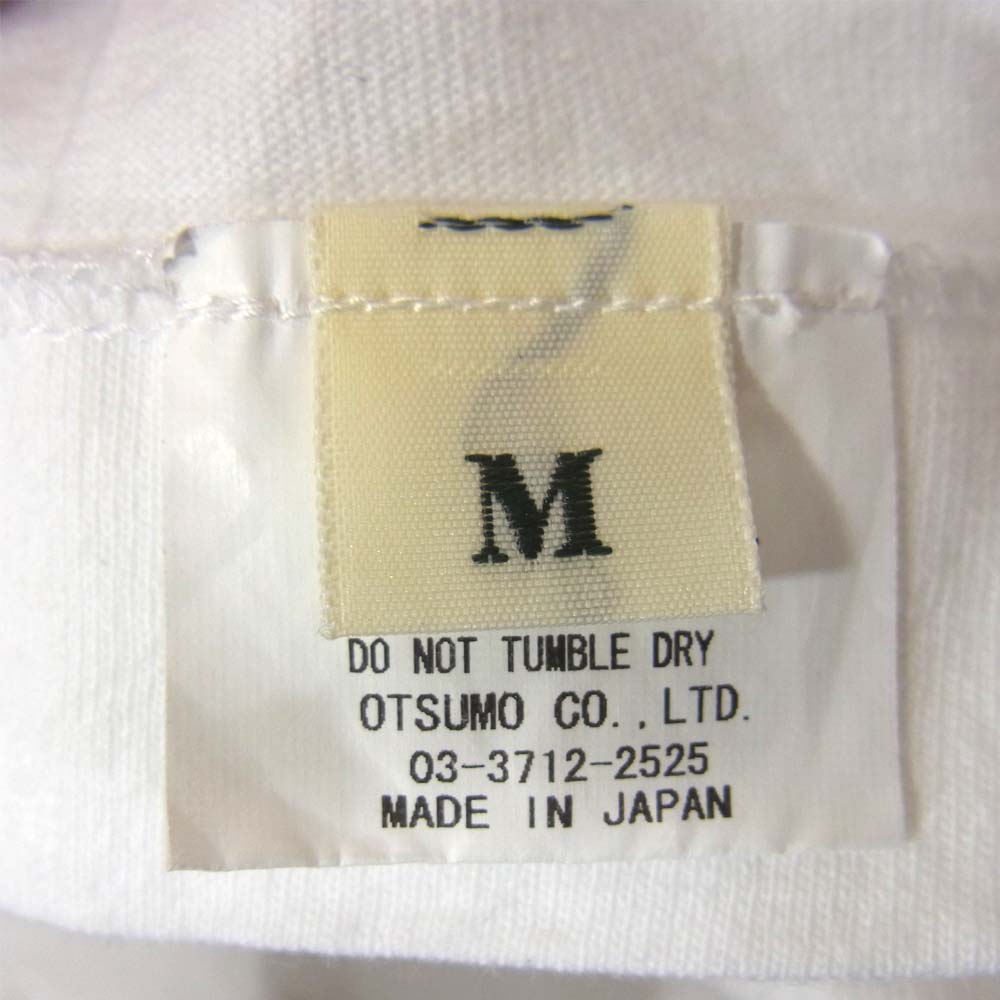 M
DO NOT TUMBLE DRY
OTSUMO CO.,LTD.
03-3712-2525
MADE IN JAPAN